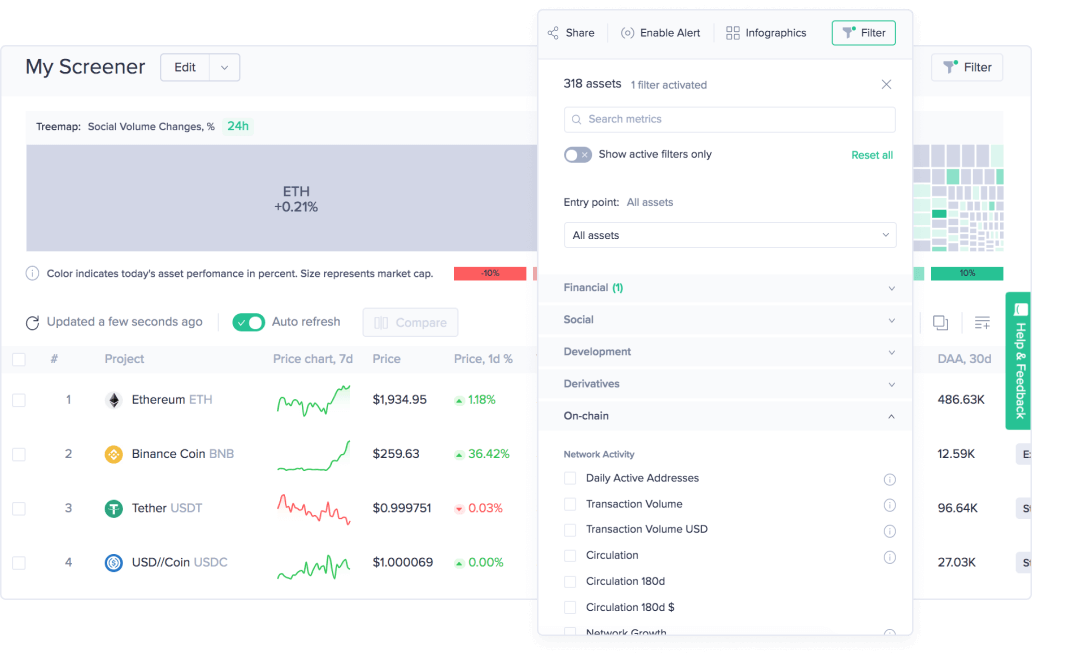 Share
Enable Alert
Infographics
Filter
My Screener
Edit
Filter
318 assets 1 filter activated
Search metrics
Show active filters only
Reset all
Entry point: All assets
All assets
Financial (1)
Social
Development
Derivatives
On-chain
Network Activity
Daily Active Addresses
Transaction Volume
Transaction Volume USD
Circulation
Circulation 180d
Circulation 180d $
Network Growth
Treemap: Social Volume Changes, % 24h
ETH
+0.21%
Color indicates today's asset perfomance in percent. Size represents market cap.
-10%
10%
Updated a few seconds ago
Auto refresh
Compare
# Project Price chart, 7d Price Price, 1d % DAA, 30d
1 Ethereum ETH $1,934.95 1.18% 486.63K
2 Binance Coin BNB $259.63 36.42% 12.59K
3 Tether USDT $0.999751 0.03% 96.64K
4 USD//Coin USDC $1.000069 0.00% 27.03K
Help & Feedback